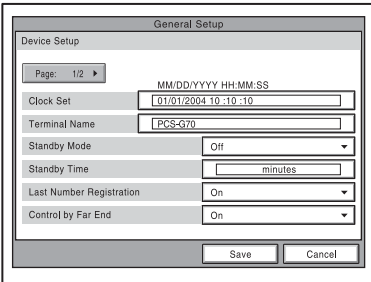 General Setup
Device Setup
Page: 1/2
MM/DD/YYYY HH:MM:SS
Clock Set 01/01/2004 10 :10 :10
Terminal Name PCS-G70
Standby Mode Off
Standby Time minutes
Last Number Registration On
Control by Far End On
Save Cancel